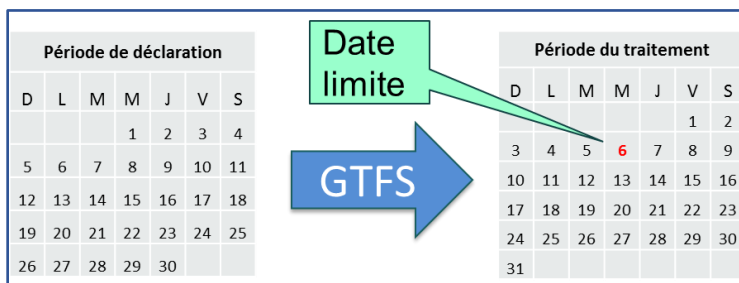 Période de déclaration
D L M M J V S
1 2 3 4
5 6 7 8 9 10 11
12 13 14 15 16 17 18
19 20 21 22 23 24 25
26 27 28 29 30
Date
limite
GTFS
Période du traitement
D L M M J V S
1 2
3 4 5 6 7 8 9
10 11 12 13 14 15 16
17 18 19 20 21 22 23
24 25 26 27 28 29 30
31